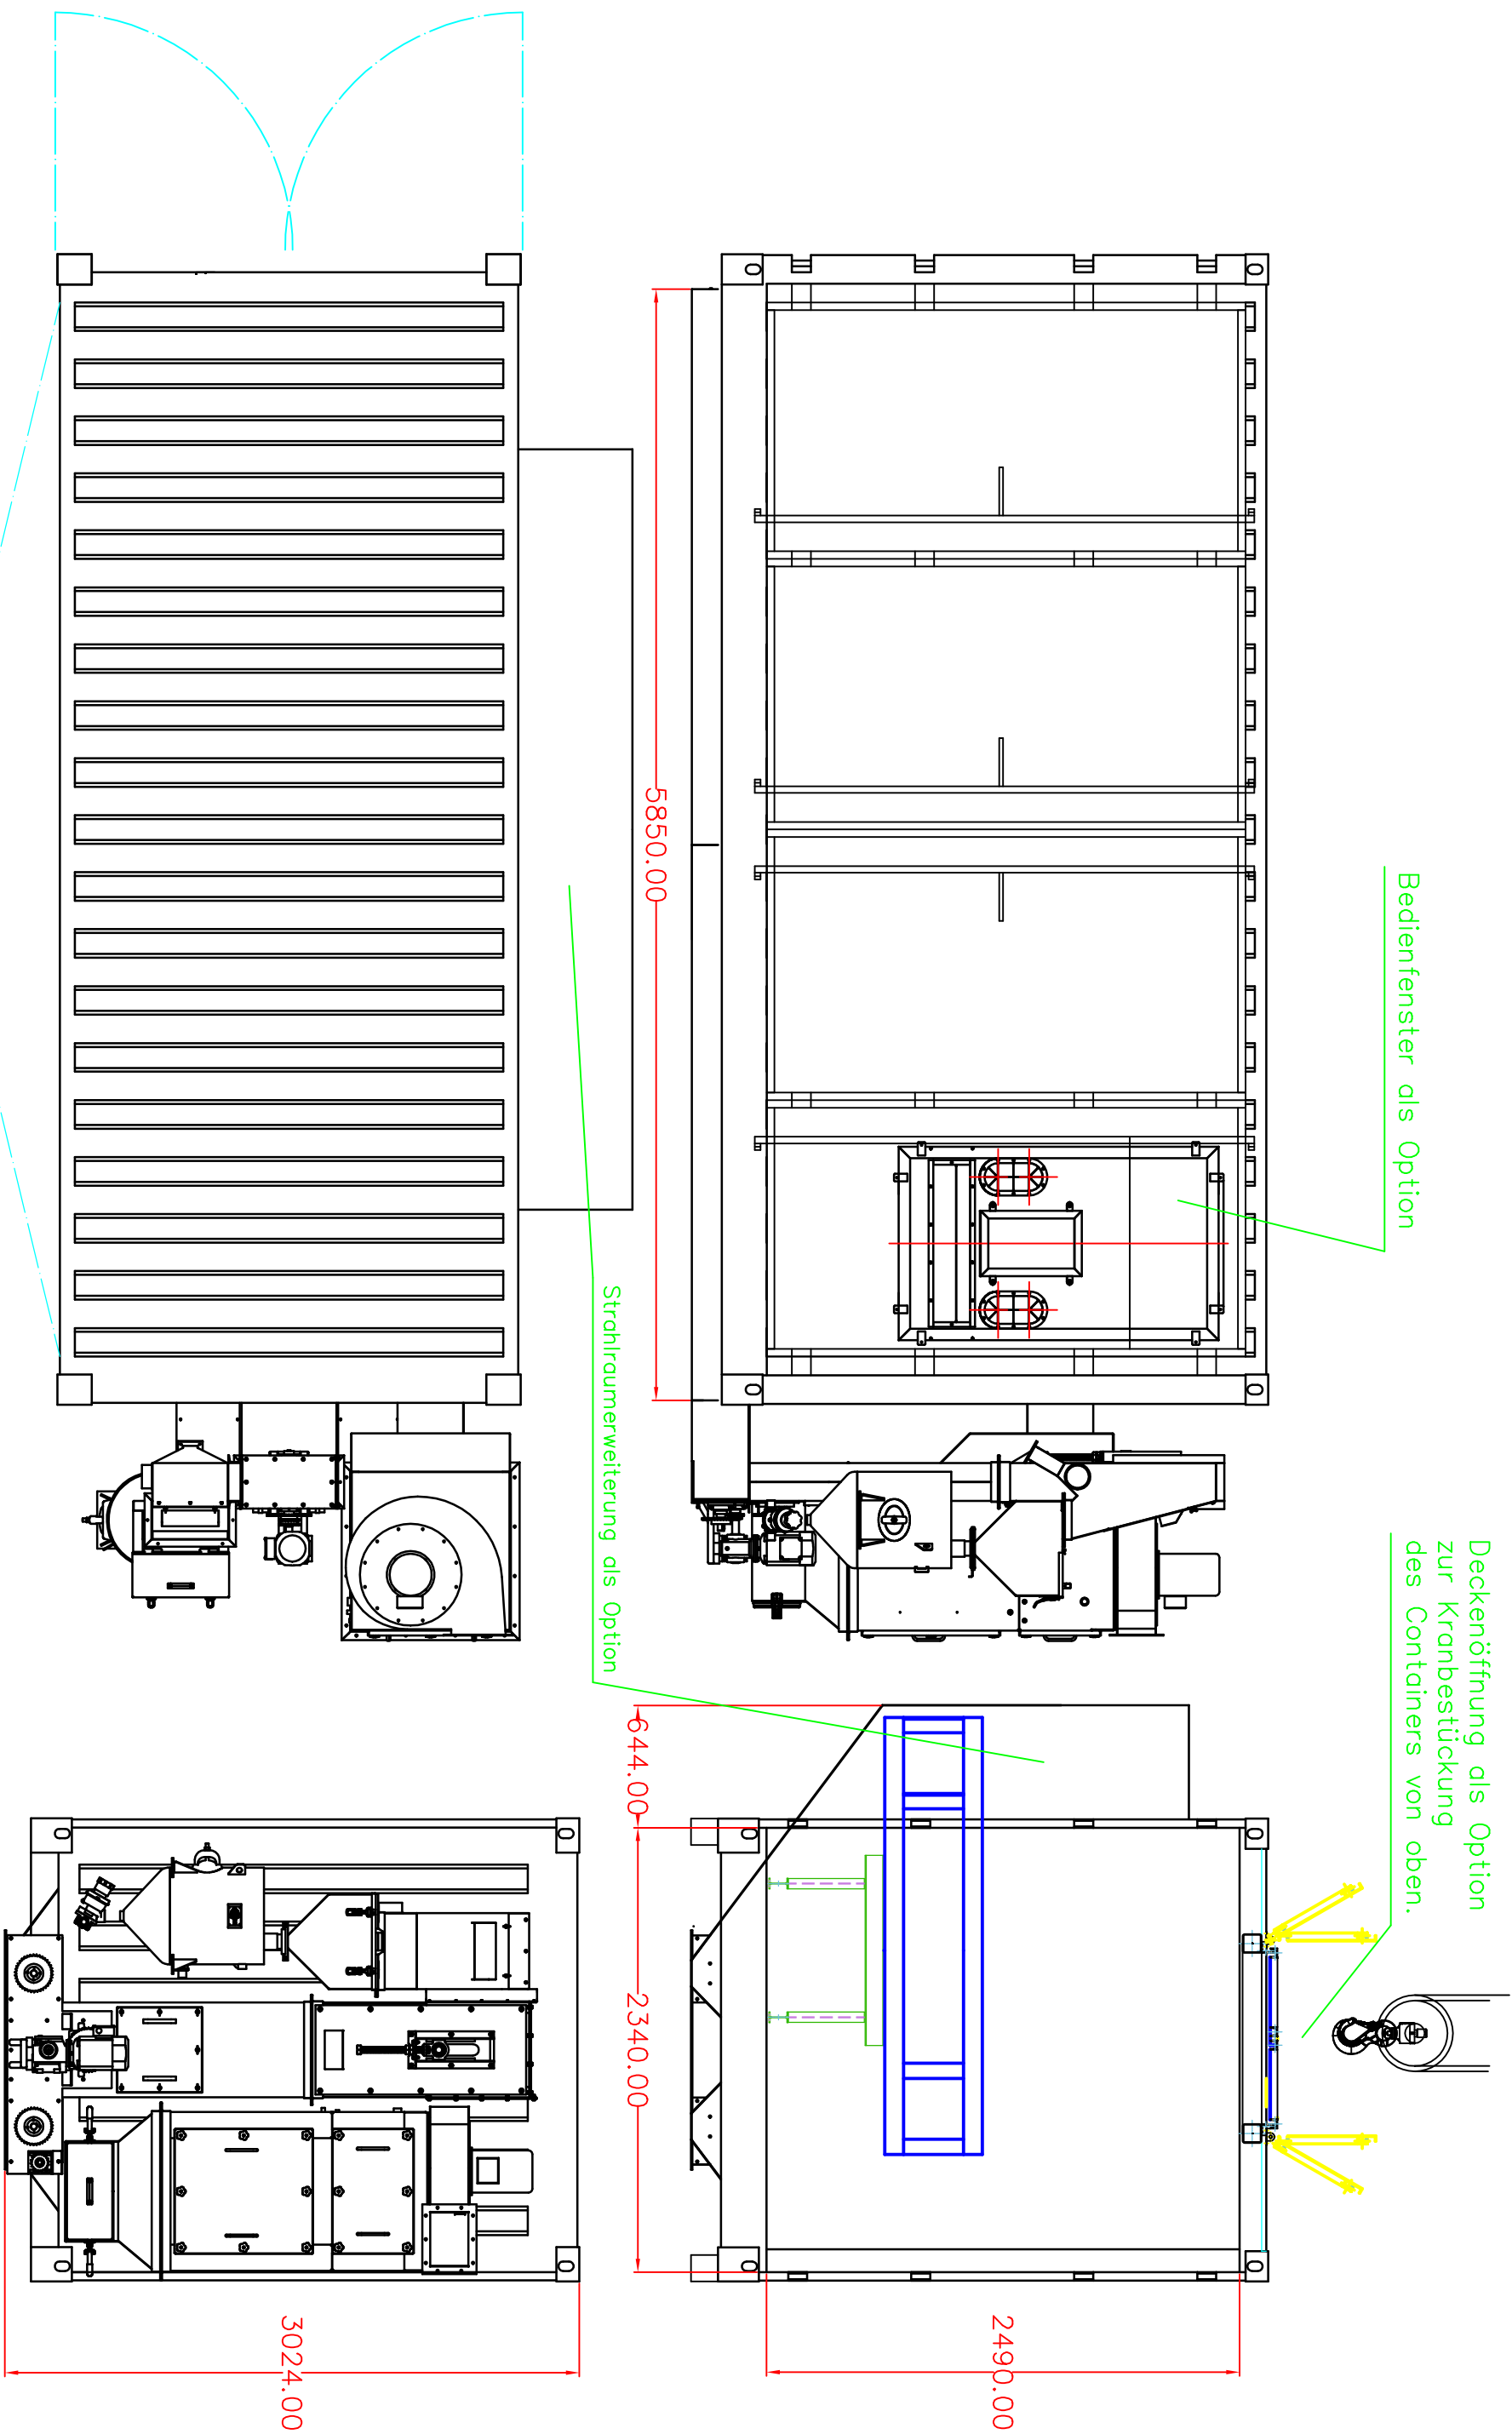 Bedienfenster als Option
Deckenöffnung als Option
zur Kranbestückung
des Containers von oben.
5850.00
Strahlraumerweiterung als Option
644.00
2340.00
2490.00
3024.00